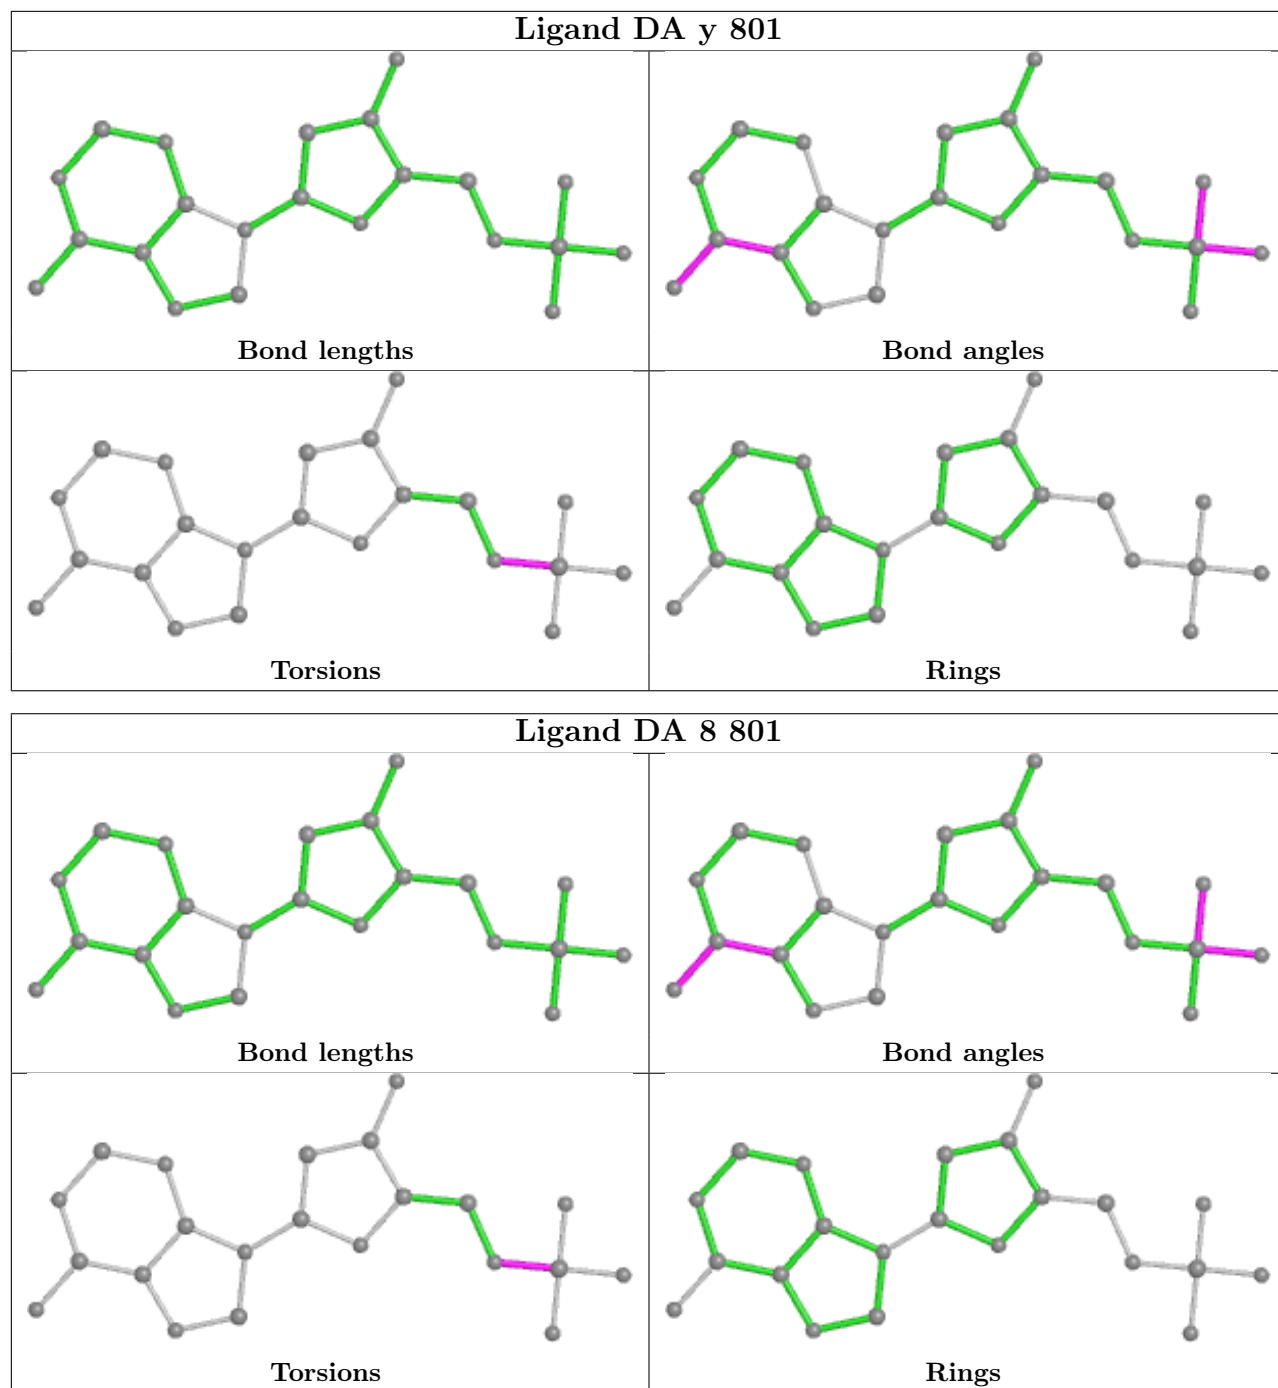 Ligand DA y 801
Bond lengths
Bond angles
Torsions
Rings
Ligand DA 8 801
Bond lengths
Bond angles
Torsions
Rings